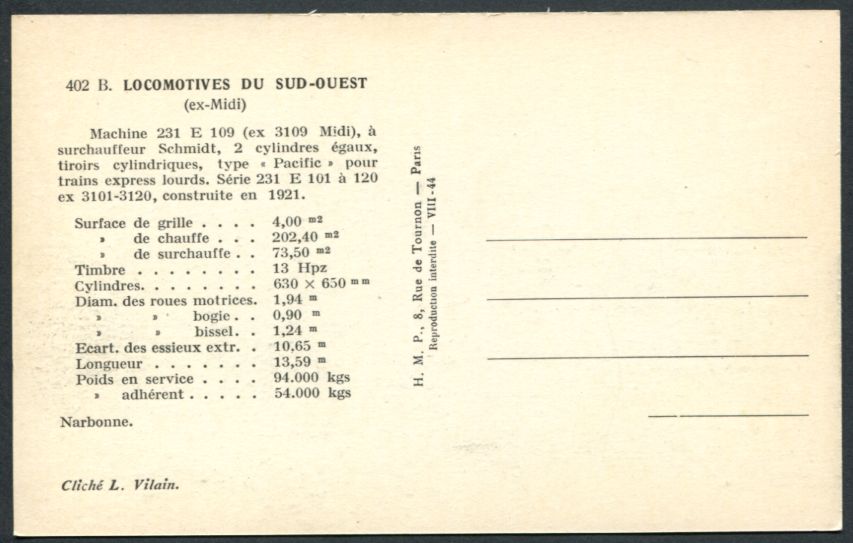 402 B. LOCOMOTIVES DU SUD-OUEST
(ex-Midi)
Machine 231 E 109 (ex 3109 Midi), à
surchauffeur Schmidt, 2 cylindres égaux,
tiroirs cylindriques, type « Pacific » pour
trains express lourds. Série 231 E 101 à 120
ex 3101-3120, construite en 1921.
Surface de grille . . . . 4,00 m2
» de chauffe . . . 202,40 m2
» de surchauffe . . 73,50 m2
Timbre . . . . . . . . 13 Hpz
Cylindres. . . . . . . . 630 × 650 mm
Diam. des roues motrices. 1,94 m
» » bogie . . 0,90 m
» » bissel. . 1,24 m
Ecart. des essieux extr. . 10,65 m
Longueur . . . . . . . 13,59 m
Poids en service . . . . 94.000 kgs
» adhérent . . . . . 54.000 kgs
Narbonne.
Cliché L. Vilain.
H. M. P., 8, Rue de Tournon — Paris
Reproduction interdite — VIII-44